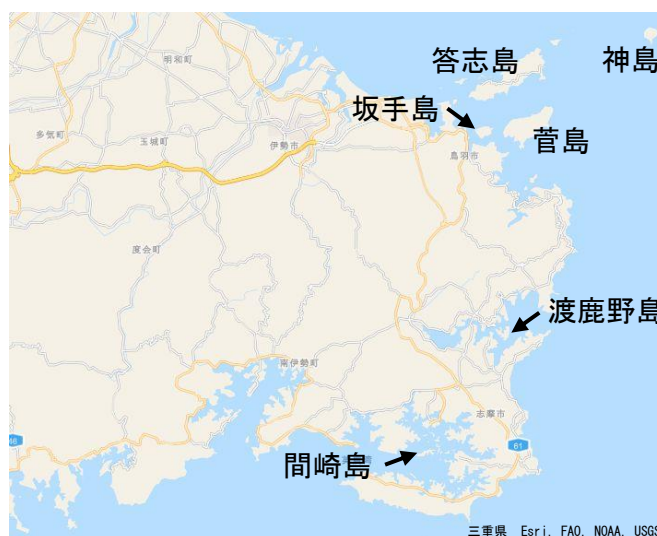 答志島
神島
明和町
坂手島
多気町
玉城町
伊勢市
菅島
鳥羽市
度会町
渡鹿野島
南伊勢町
志摩市
61
46
間崎島
三重県 Esri, FAO, NOAA, USGS